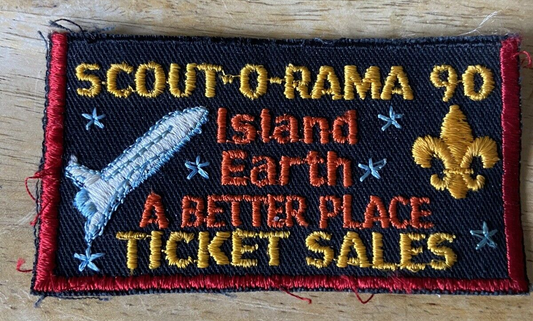 SCOUT-O-RAMA 90
Island
Earth
A BETTER PLACE
TICKET SALES